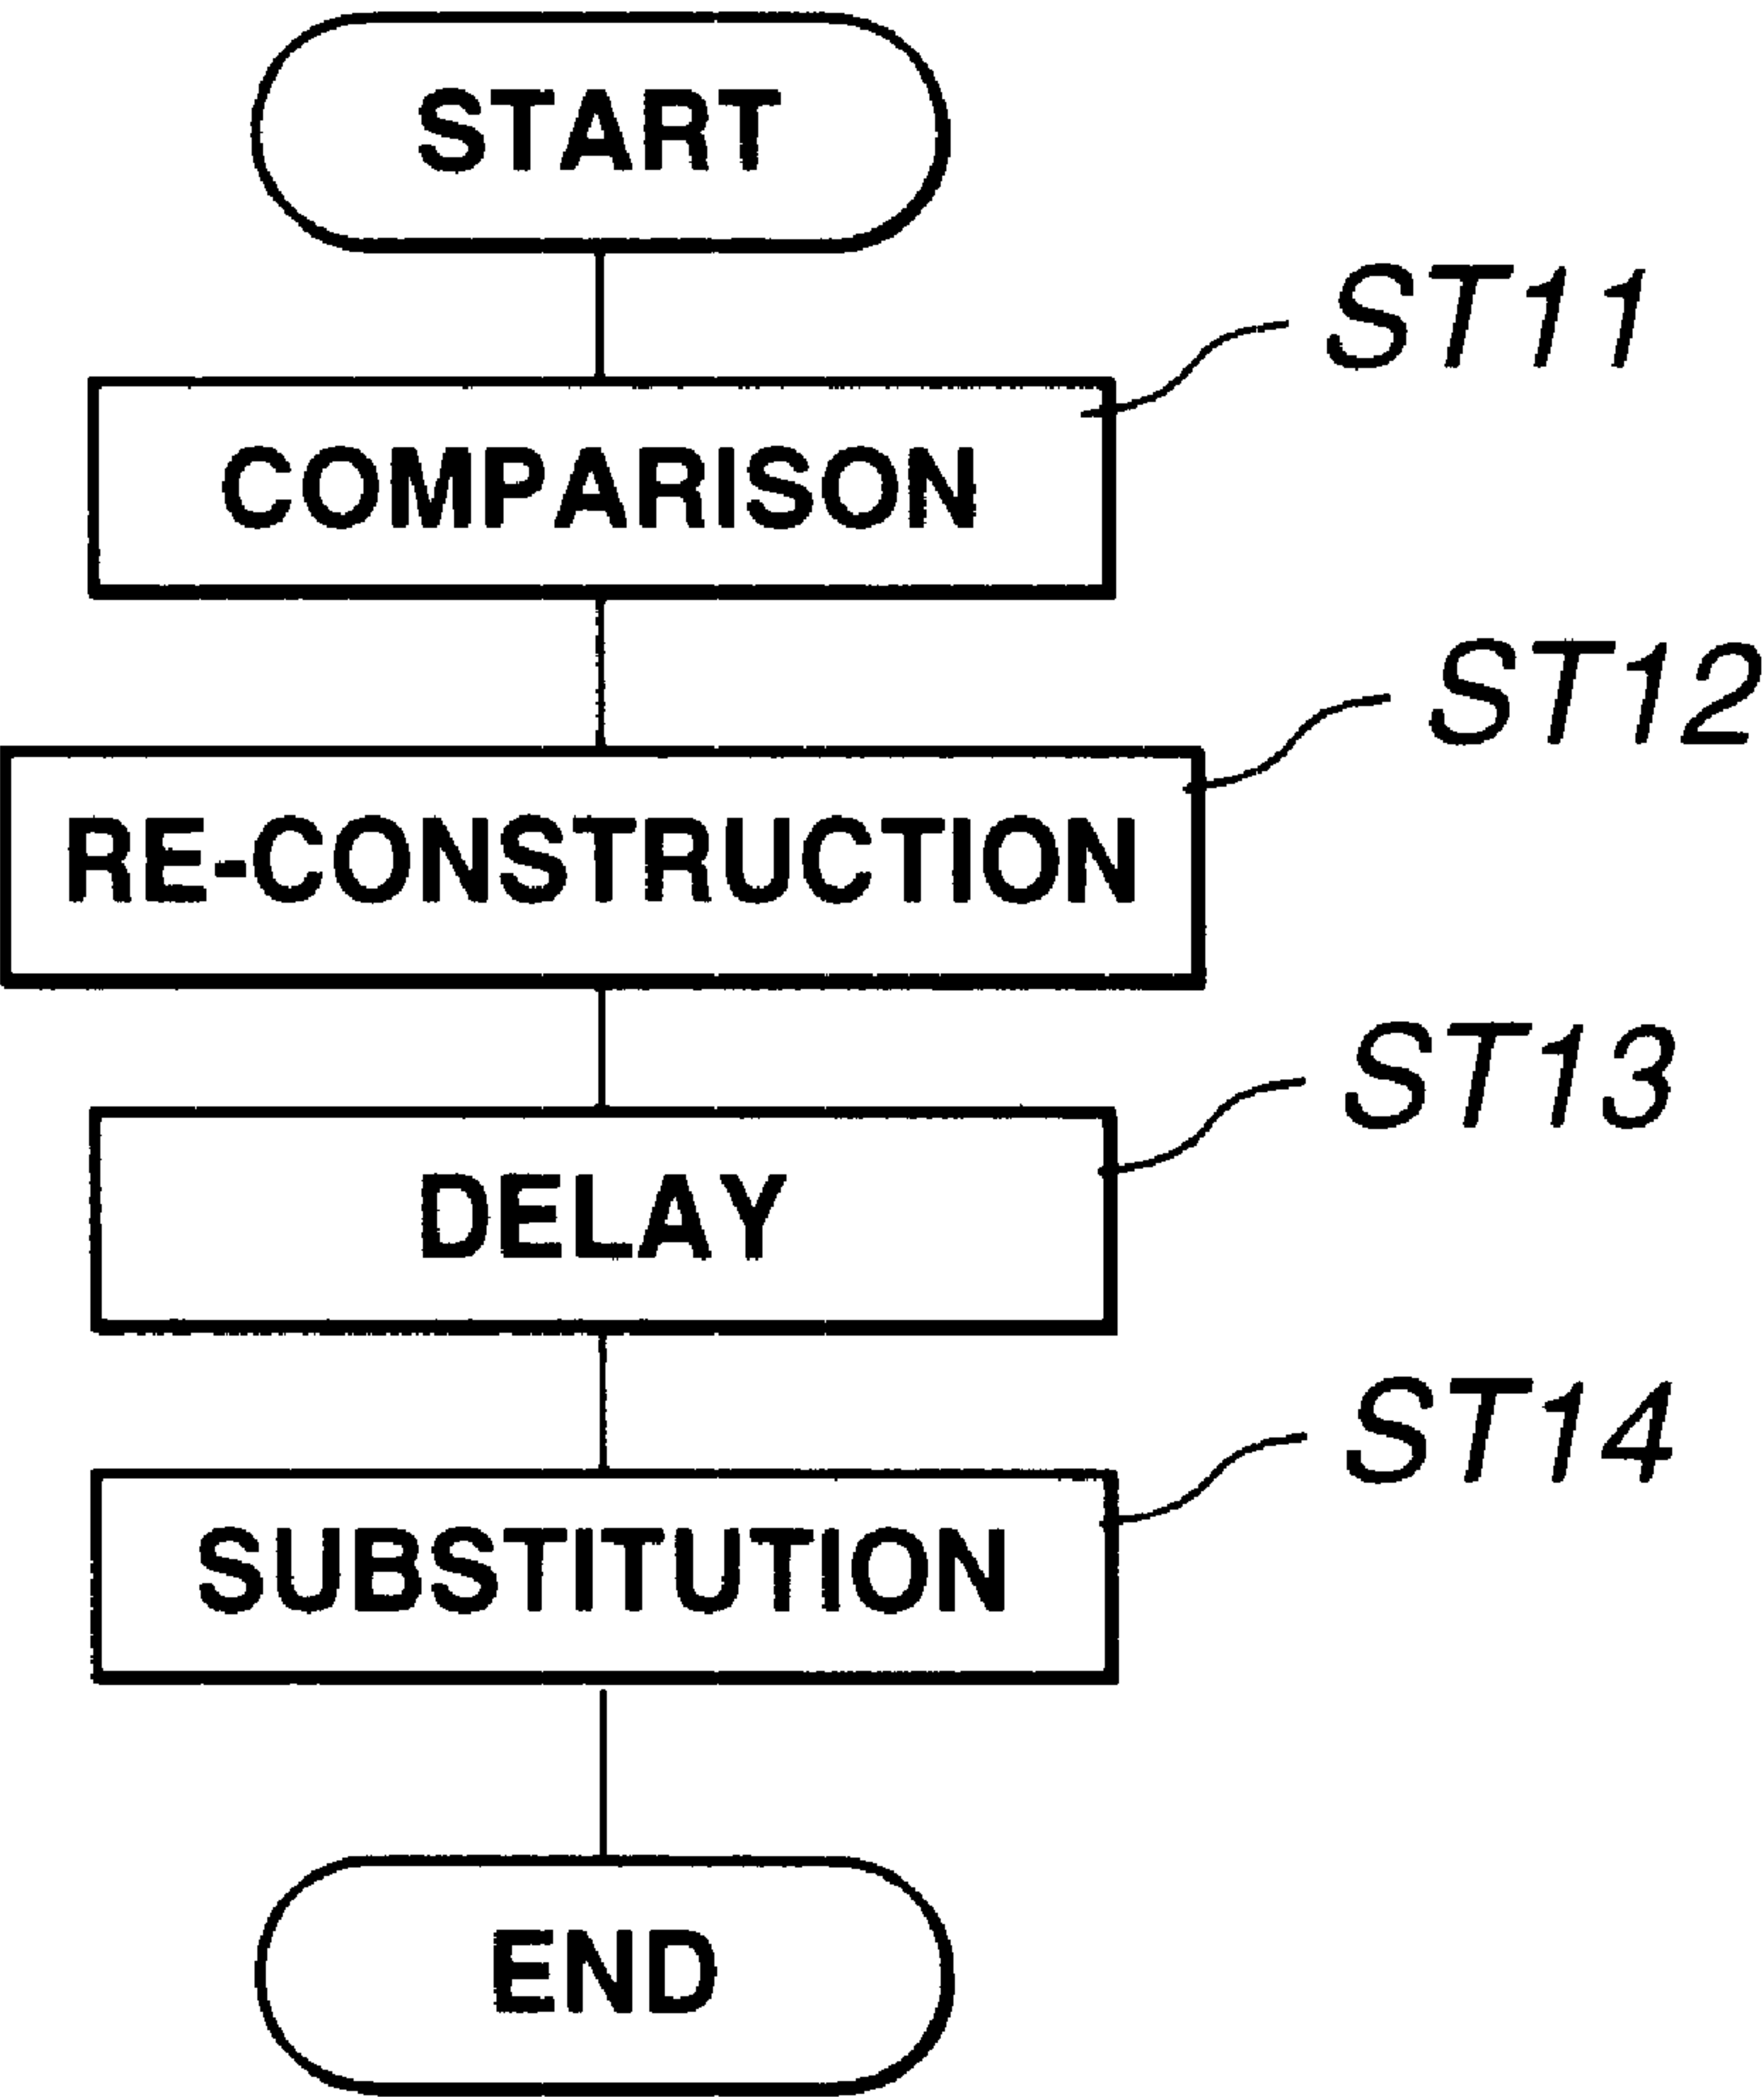 START
ST11
COMPARISON
ST12
RE-CONSTRUCTION
ST13
DELAY
ST14
SUBSTITUTION
END